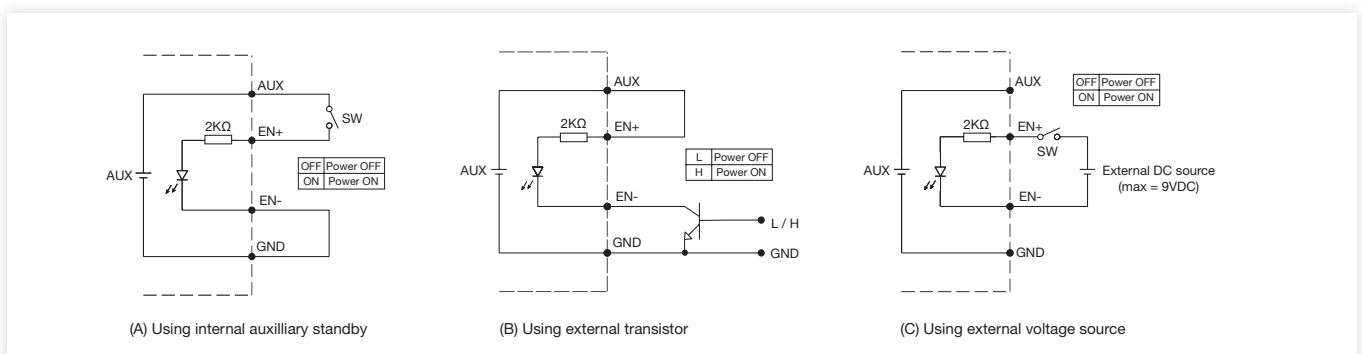 AUX
SW
2KΩ
EN+
OFF Power OFF
ON Power ON
AUX
EN-
GND
(A) Using internal auxilliary standby
AUX
2KΩ
EN+
L Power OFF
H Power ON
AUX
EN-
L / H
GND
GND
(B) Using external transistor
AUX
OFF Power OFF
ON Power ON
2KΩ
EN+
SW
AUX
External DC source
(max = 9VDC)
EN-
GND
(C) Using external voltage source